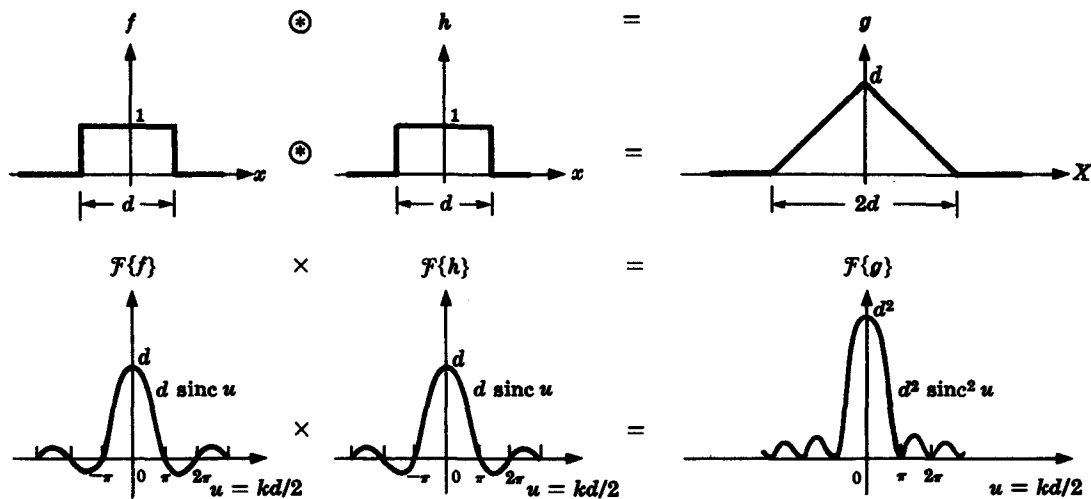 f ⊛ h = g
d
1 1
⊛ =
x x X
d d 2d
ℱ{f} × ℱ{h} = ℱ{g}
d² 
d d
d sinc u d sinc u d² sinc² u
× =
−π 0 π 2π −π 0 π 2π 0 π 2π
u = kd/2 u = kd/2 u = kd/2